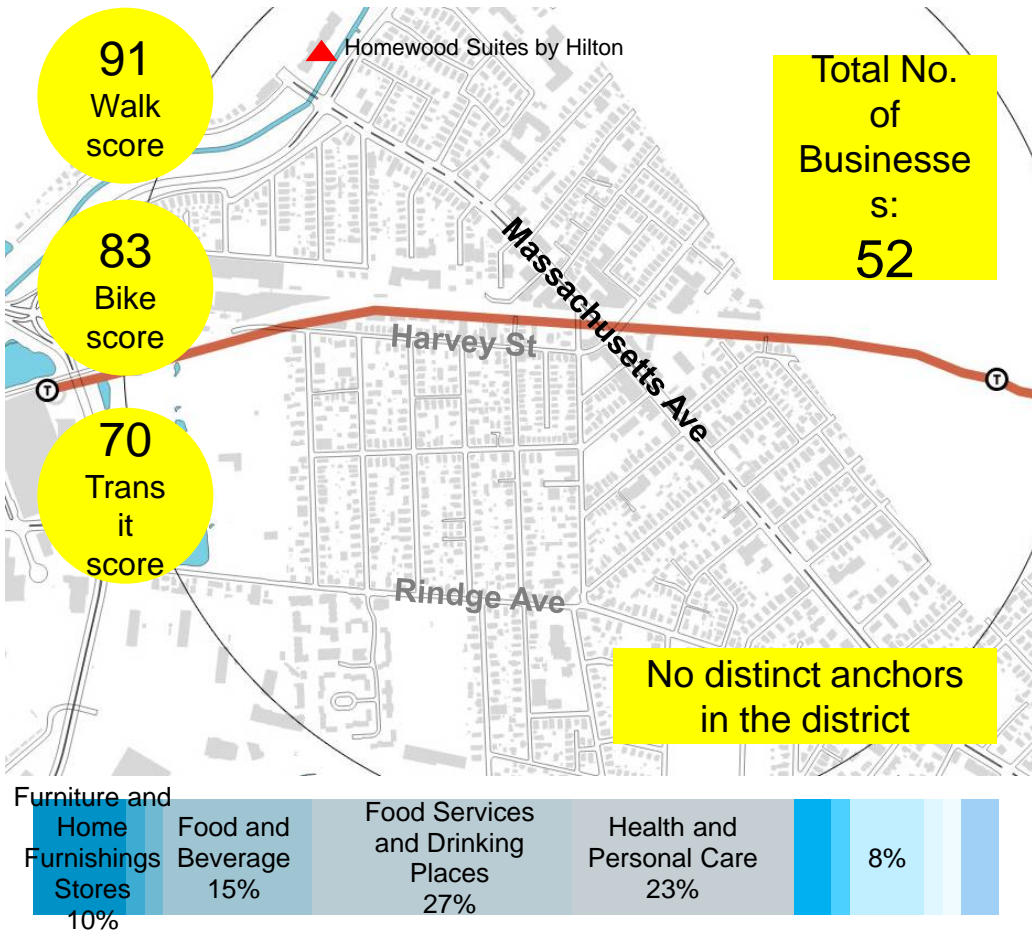 91
Walk
score
Homewood Suites by Hilton
Total No.
of
Businesse
s:
52
83
Bike
score
Massachusetts Ave
Harvey St
T
T
70
Trans
it
score
Rindge Ave
No distinct anchors
in the district
Furniture and
Home
Furnishings
Stores
10%
Food and
Beverage
15%
Food Services
and Drinking
Places
27%
Health and
Personal Care
23%
8%